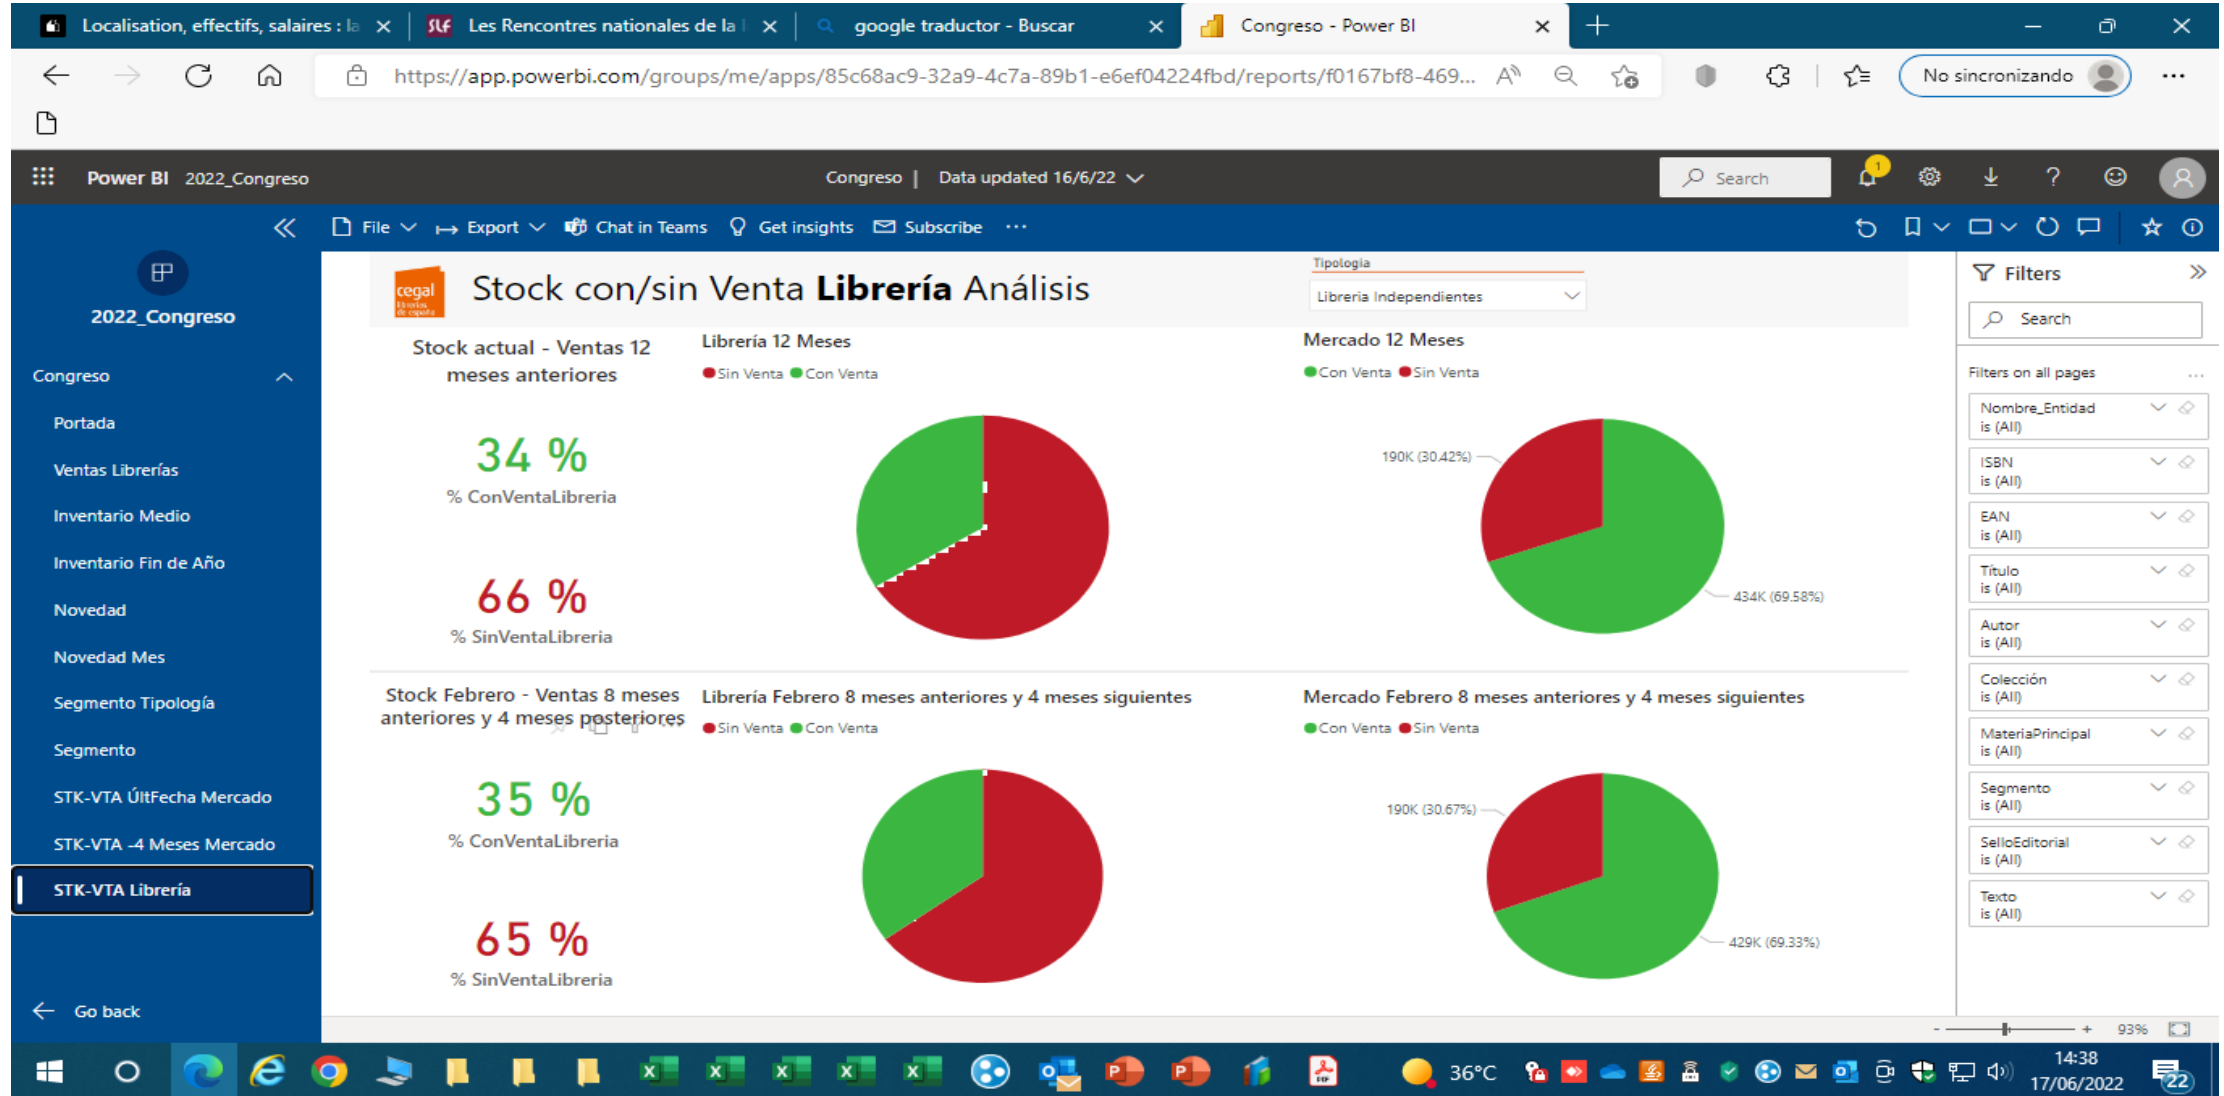 Localisation, effectifs, salaires : la
SLF Les Rencontres nationales de la l
google traductor - Buscar
Congreso - Power BI
https://app.powerbi.com/groups/me/apps/85c68ac9-32a9-4c7a-89b1-e6ef04224fbd/reports/f0167bf8-469...
No sincronizando
Power BI 2022_Congreso
Congreso | Data updated 16/6/22
Search
1
File Export Chat in Teams Get insights Subscribe ...
2022_Congreso
Congreso
Portada
Ventas Librerías
Inventario Medio
Inventario Fin de Año
Novedad
Novedad Mes
Segmento Tipología
Segmento
STK-VTA ÚltFecha Mercado
STK-VTA -4 Meses Mercado
STK-VTA Librería
Go back
cegal
librerías
de españa
Stock con/sin Venta Librería Análisis
Tipologia
Libreria Independientes
Stock actual - Ventas 12
meses anteriores
34 %
% ConVentaLibreria
66 %
% SinVentaLibreria
Librería 12 Meses
Sin Venta Con Venta
Mercado 12 Meses
Con Venta Sin Venta
190K (30.42%)
434K (69.58%)
Stock Febrero - Ventas 8 meses
anteriores y 4 meses posteriores
35 %
% ConVentaLibreria
65 %
% SinVentaLibreria
Librería Febrero 8 meses anteriores y 4 meses siguientes
Sin Venta Con Venta
Mercado Febrero 8 meses anteriores y 4 meses siguientes
Con Venta Sin Venta
190K (30.67%)
429K (69.33%)
Filters
Search
Filters on all pages ...
Nombre_Entidad
is (All)
ISBN
is (All)
EAN
is (All)
Título
is (All)
Autor
is (All)
Colección
is (All)
MateriaPrincipal
is (All)
Segmento
is (All)
SelloEditorial
is (All)
Texto
is (All)
- + 93%
36°C
14:38
17/06/2022
22